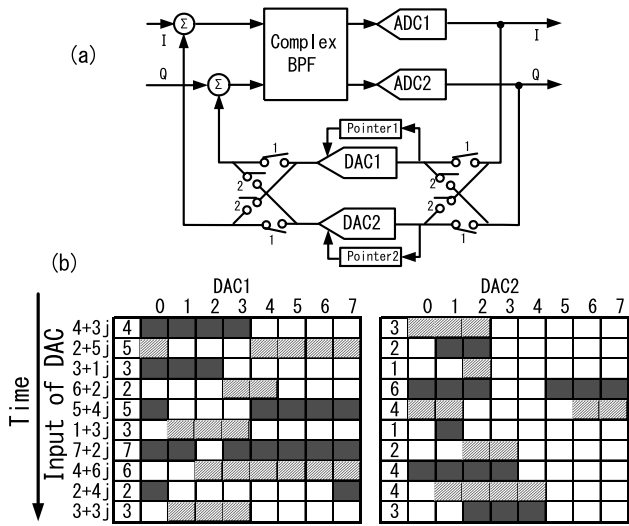 (a)
Σ
I
Q
Σ
Complex
BPF
ADC1
ADC2
I
Q
Pointer1
DAC1
DAC2
Pointer2
1
2
2
1
1
2
2
1
(b)
Time
Input of DAC
DAC1
DAC2
0 1 2 3 4 5 6 7
0 1 2 3 4 5 6 7
4+3j 4 3
2+5j 5 2
3+1j 3 1
6+2j 2 6
5+4j 5 4
1+3j 3 1
7+2j 7 2
4+6j 6 4
2+4j 2 4
3+3j 3 3